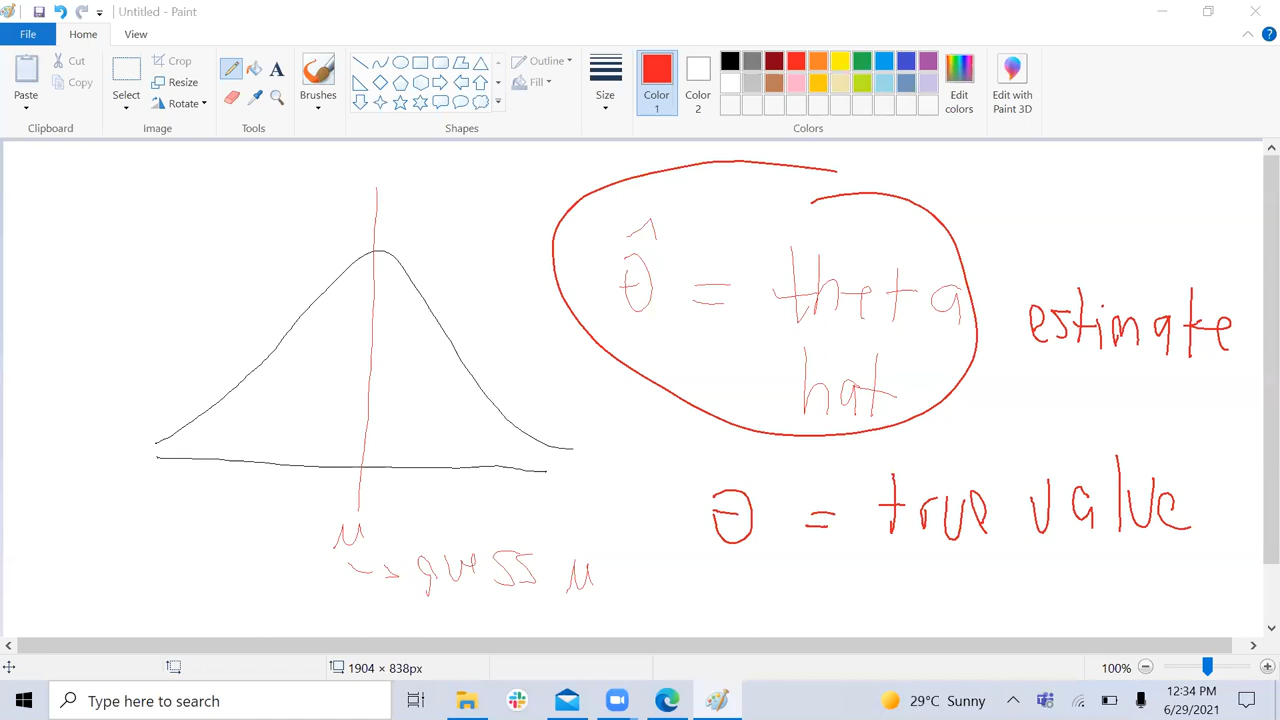 Untitled - Paint
File Home View
Paste
Cut
Copy
Clipboard
Select
Crop
Resize
Rotate
Image
A
Tools
Brushes
Shapes
Outline
Fill
Size
Color 1
Color 2
Edit colors
Edit with Paint 3D
Colors
θ̂ = theta
hat
estimate
θ = true value
μ
→ guess μ
1904 × 838px
100%
Type here to search
29°C Sunny
12:34 PM
6/29/2021